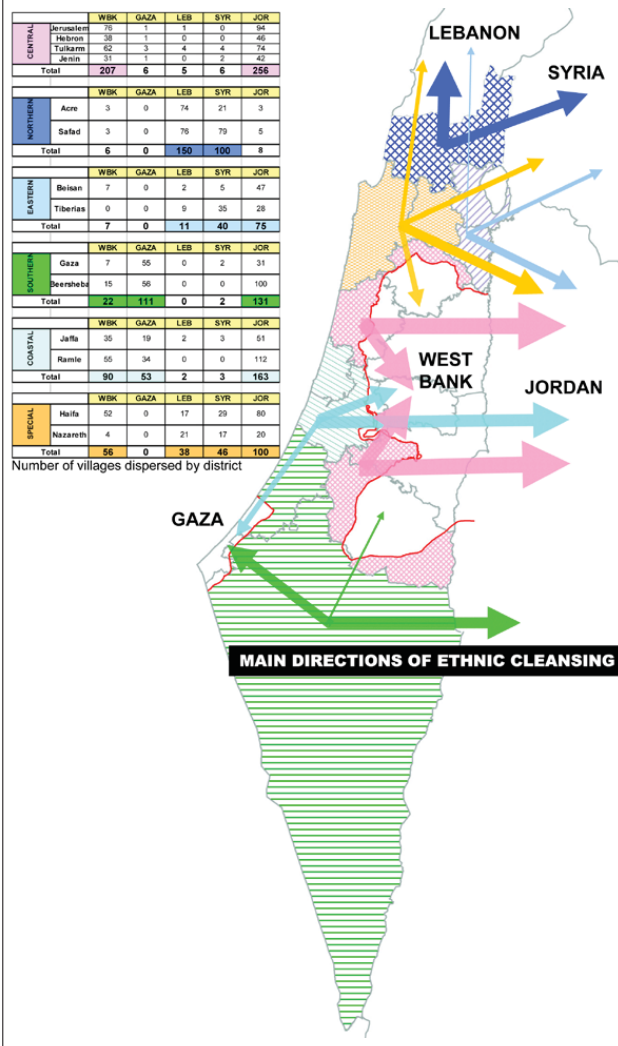 WBK GAZA LEB SYR JOR
CENTRAL
Jerusalem 76 1 1 0 94
Hebron 38 1 0 0 46
Tulkarm 62 3 4 4 74
Jenin 31 1 0 2 42
Total 207 6 5 6 256
WBK GAZA LEB SYR JOR
NORTHERN
Acre 3 0 74 21 3
Safad 3 0 76 79 5
Total 6 0 150 100 8
WBK GAZA LEB SYR JOR
EASTERN
Beisan 7 0 2 5 47
Tiberias 0 0 9 35 28
Total 7 0 11 40 75
WBK GAZA LEB SYR JOR
SOUTHERN
Gaza 7 55 0 2 31
Beersheba 15 56 0 0 100
Total 22 111 0 2 131
WBK GAZA LEB SYR JOR
COASTAL
Jaffa 35 19 2 3 51
Ramle 55 34 0 0 112
Total 90 53 2 3 163
WBK GAZA LEB SYR JOR
SPECIAL
Haifa 52 0 17 29 80
Nazareth 4 0 21 17 20
Total 56 0 38 46 100
Number of villages dispersed by district
LEBANON
SYRIA
WEST
BANK
JORDAN
GAZA
MAIN DIRECTIONS OF ETHNIC CLEANSING